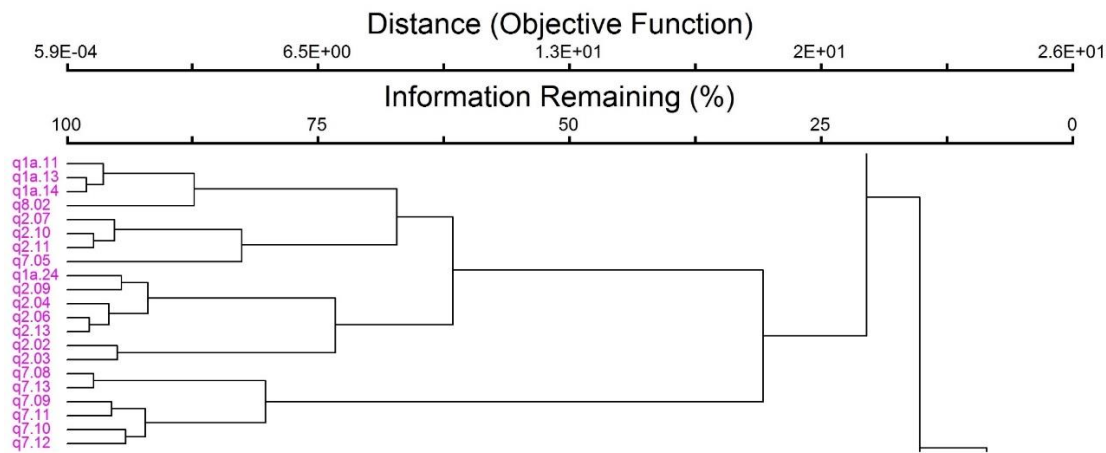 Distance (Objective Function)
5.9E-04 6.5E+00 1.3E+01 2E+01 2.6E+01
Information Remaining (%)
100 75 50 25 0
q1a.11
q1a.13
q1a.14
q8.02
q2.07
q2.10
q2.11
q7.05
q1a.24
q2.09
q2.04
q2.06
q2.13
q2.02
q2.03
q7.08
q7.13
q7.09
q7.11
q7.10
q7.12